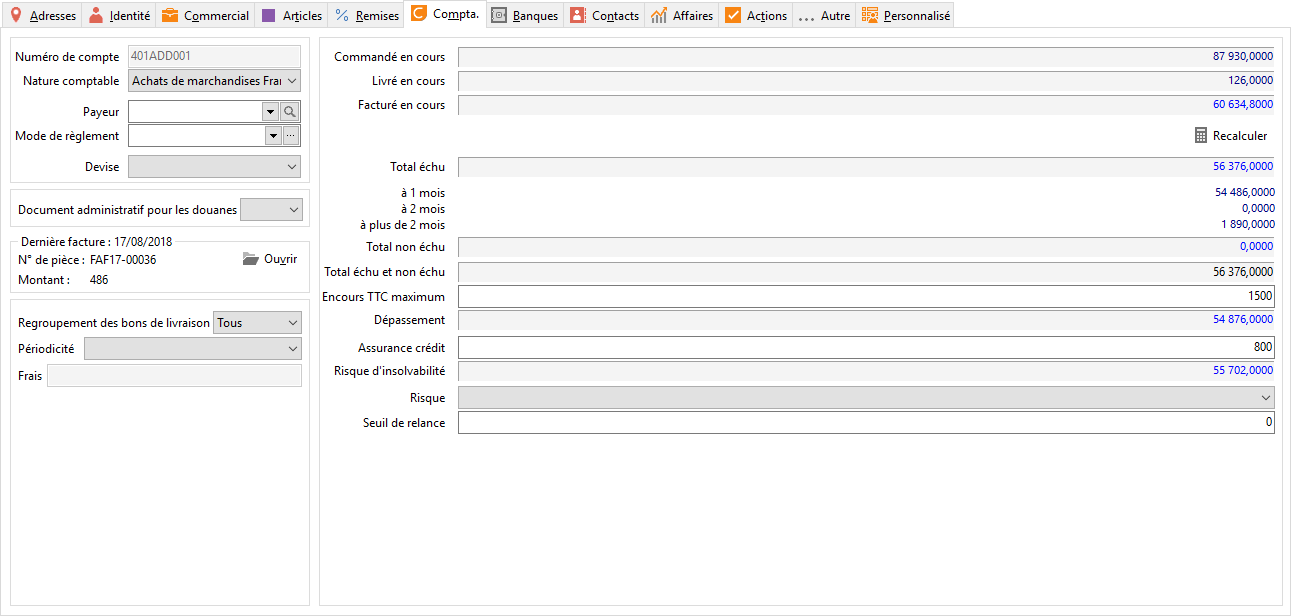 Adresses Identité Commercial Articles Remises Compta. Banques Contacts Affaires Actions ... Autre Personnalisé
Numéro de compte 401ADD001
Nature comptable Achats de marchandises Frai
Payeur
Mode de règlement ...
Devise
Document administratif pour les douanes
Dernière facture : 17/08/2018
N° de pièce : FAF17-00036 Ouvrir
Montant : 486
Regroupement des bons de livraison Tous
Périodicité
Frais
Commandé en cours 87 930,0000
Livré en cours 126,0000
Facturé en cours 60 634,8000
Recalculer
Total échu 56 376,0000
à 1 mois 54 486,0000
à 2 mois 0,0000
à plus de 2 mois 1 890,0000
Total non échu 0,0000
Total échu et non échu 56 376,0000
Encours TTC maximum 1500
Dépassement 54 876,0000
Assurance crédit 800
Risque d'insolvabilité 55 702,0000
Risque
Seuil de relance 0